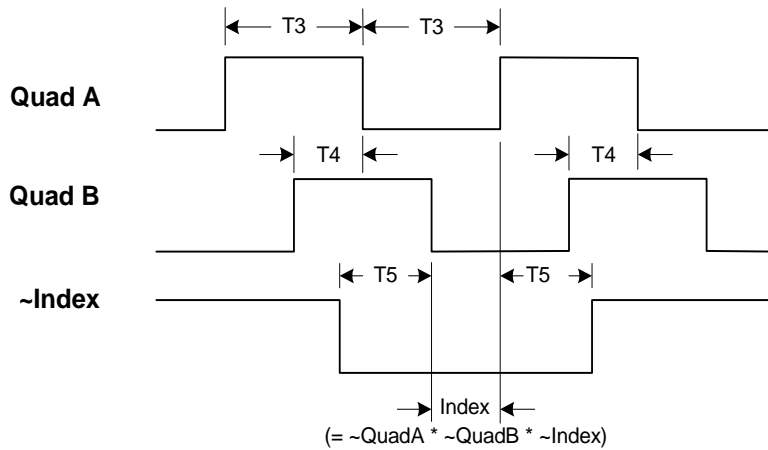 T3 T3
Quad A
T4 T4
Quad B
T5 T5
~Index
Index
(= ~QuadA * ~QuadB * ~Index)